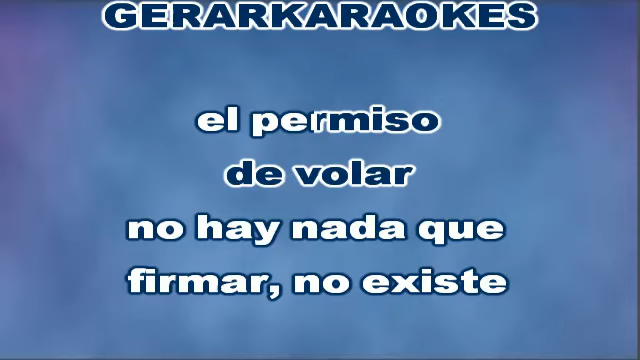 GERARKARAOKES
el permiso
de volar
no hay nada que
firmar, no existe